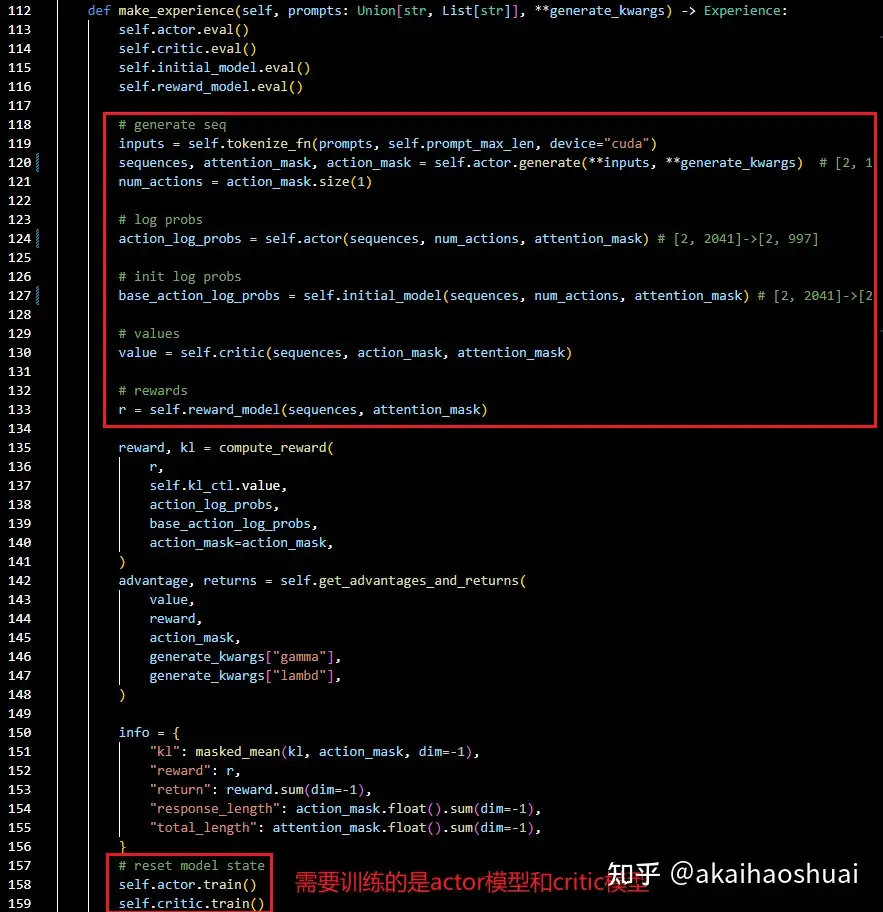 112 def make_experience(self, prompts: Union[str, List[str]], **generate_kwargs) -> Experience:
113 self.actor.eval()
114 self.critic.eval()
115 self.initial_model.eval()
116 self.reward_model.eval()
117
118 # generate seq
119 inputs = self.tokenize_fn(prompts, self.prompt_max_len, device="cuda")
120 sequences, attention_mask, action_mask = self.actor.generate(**inputs, **generate_kwargs) # [2, 1
121 num_actions = action_mask.size(1)
122
123 # log probs
124 action_log_probs = self.actor(sequences, num_actions, attention_mask) # [2, 2041]->[2, 997]
125
126 # init log probs
127 base_action_log_probs = self.initial_model(sequences, num_actions, attention_mask) # [2, 2041]->[2
128
129 # values
130 value = self.critic(sequences, action_mask, attention_mask)
131
132 # rewards
133 r = self.reward_model(sequences, attention_mask)
134
135 reward, kl = compute_reward(
136 r,
137 self.kl_ctl.value,
138 action_log_probs,
139 base_action_log_probs,
140 action_mask=action_mask,
141 )
142 advantage, returns = self.get_advantages_and_returns(
143 value,
144 reward,
145 action_mask,
146 generate_kwargs["gamma"],
147 generate_kwargs["lambd"],
148 )
149
150 info = {
151 "kl": masked_mean(kl, action_mask, dim=-1),
152 "reward": r,
153 "return": reward.sum(dim=-1),
154 "response_length": action_mask.float().sum(dim=-1),
155 "total_length": attention_mask.float().sum(dim=-1),
156 }
157 # reset model state
158 self.actor.train() 需要训练的是actor模型和critic模型
知乎 @akaihaoshuai
159 self.critic.train()